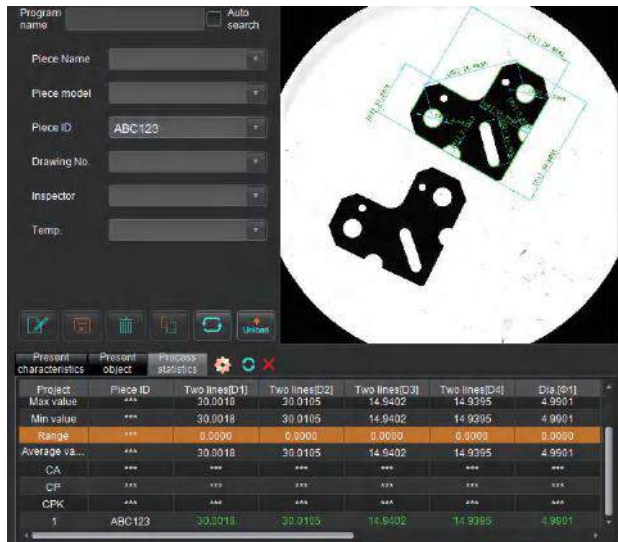 Program name
Auto search
Piece Name
Piece model
Piece ID ABC123
Drawing No.
Inspector
Temp.
Unload
Present characteristics Present object Process statistics
Project Piece ID Two lines[D1] Two lines[D2] Two lines[D3] Two lines[D4] Dia.[Φ1]
Max value *** 30.0018 30.0105 14.9402 14.9395 4.9901
Min value *** 30.0018 30.0105 14.9402 14.9395 4.9901
Range *** 0.0000 0.0000 0.0000 0.0000 0.0000
Average va... *** 30.0018 30.0105 14.9402 14.9395 4.9901
CA *** *** *** *** *** ***
CP *** *** *** *** *** ***
CPK *** *** *** *** *** ***
1 ABC123 30.0018 30.0105 14.9402 14.9395 4.9901